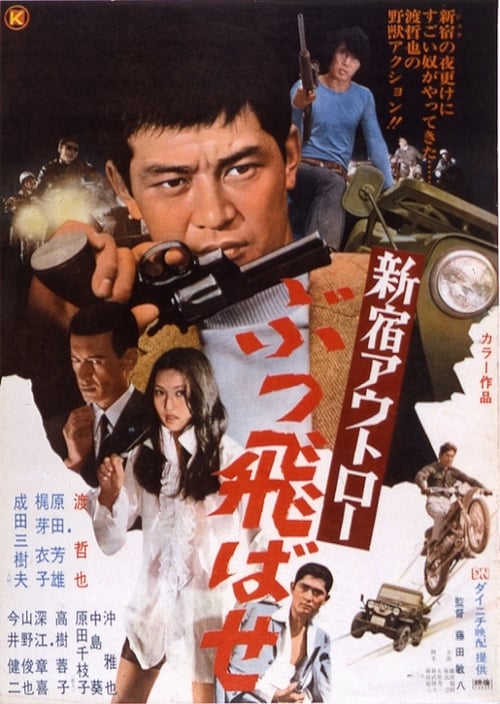 K
新宿の夜更けに
すごい奴がやってきた……
渡哲也の
野獣アクション!!
新宿アウトロー
ぶっ飛ばせ
カラー作品
渡 哲也
原田芳雄
梶 芽衣子
成田三樹夫
沖 雅也
中島 葵
原田千枝子
高樹蓉子
深江章喜
山野俊也
今井健二
DN ダイニチ映配 提供
監督 藤田敏八
映倫